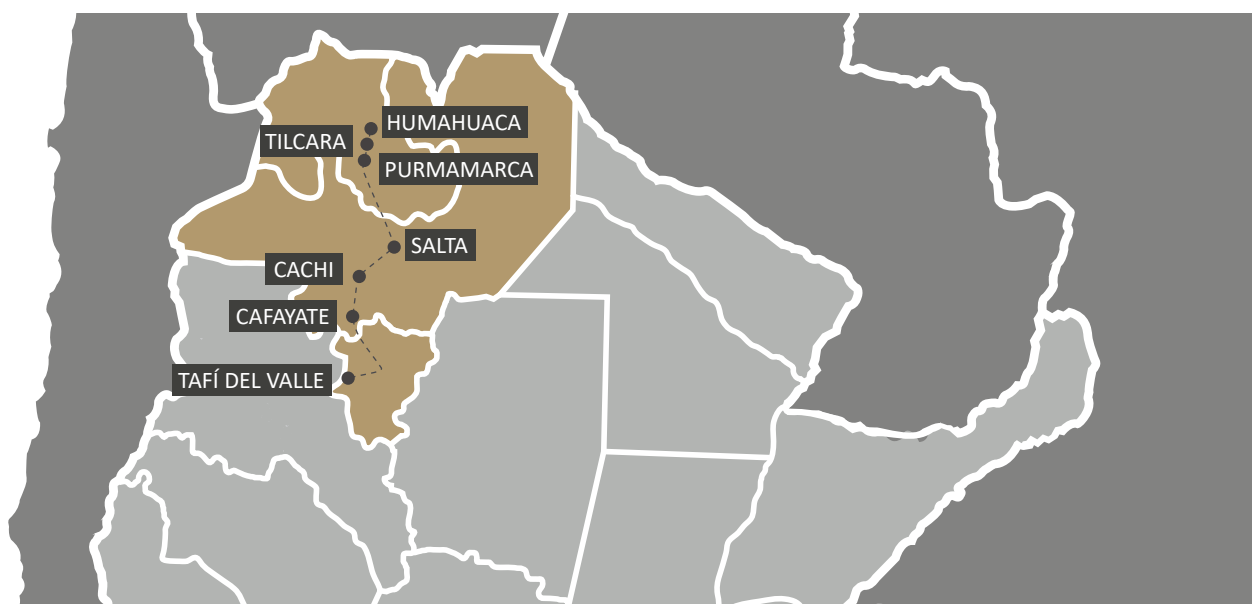 HUMAHUACA
TILCARA
PURMAMARCA
SALTA
CACHI
CAFAYATE
TAFÍ DEL VALLE